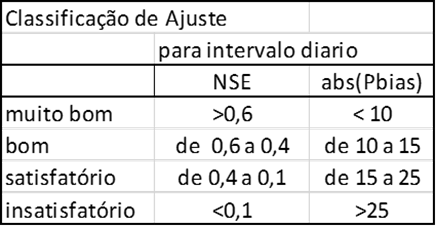 Classificação de Ajuste
para intervalo diario
NSE abs(Pbias)
muito bom >0,6 < 10
bom de 0,6 a 0,4 de 10 a 15
satisfatório de 0,4 a 0,1 de 15 a 25
insatisfatório <0,1 >25